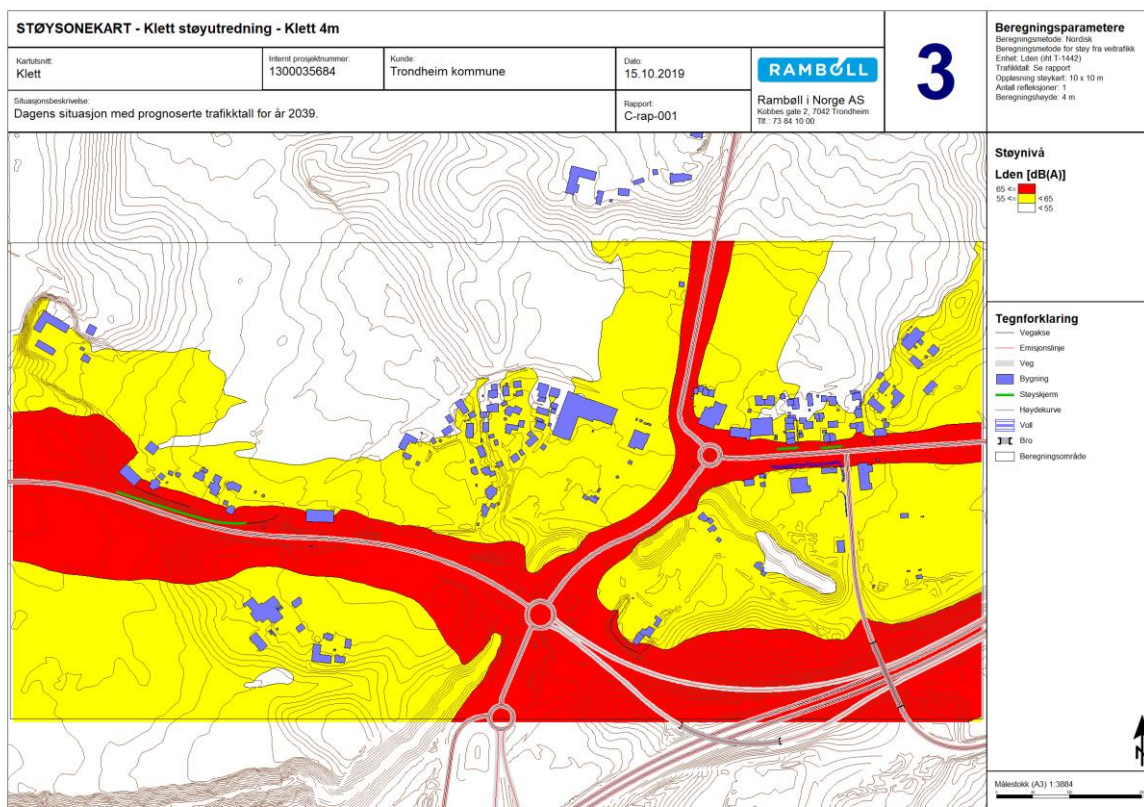 STØYSONEKART - Klett støyutredning - Klett 4m
Kartutsnitt:
Klett
Internt prosjektnummer:
1300035684
Kunde:
Trondheim kommune
Dato:
15.10.2019
Situasjonsbeskrivelse:
Dagens situasjon med prognoserte trafikktall for år 2039.
Rapport:
C-rap-001
RAMBOLL
Rambøll i Norge AS
Kobbes gate 2, 7042 Trondheim
Tlf.: 73 84 10 00
3
Beregningsparametere
Beregningsmetode: Nordisk
Beregningsmetode for støy fra veitrafikk
Enhet: Lden (iht T-1442)
Trafikktall: Se rapport
Oppløsning støykart: 10 x 10 m
Antall refleksjoner: 1
Beregningshøyde: 4 m
Støynivå
Lden [dB(A)]
65 <=
55 <= < 65
< 55
Tegnforklaring
Vegakse
Emisjonslinje
Veg
Bygning
Støyskjerm
Høydekurve
Voll
Bro
Beregningsområde
N
Målestokk (A3) 1:3884